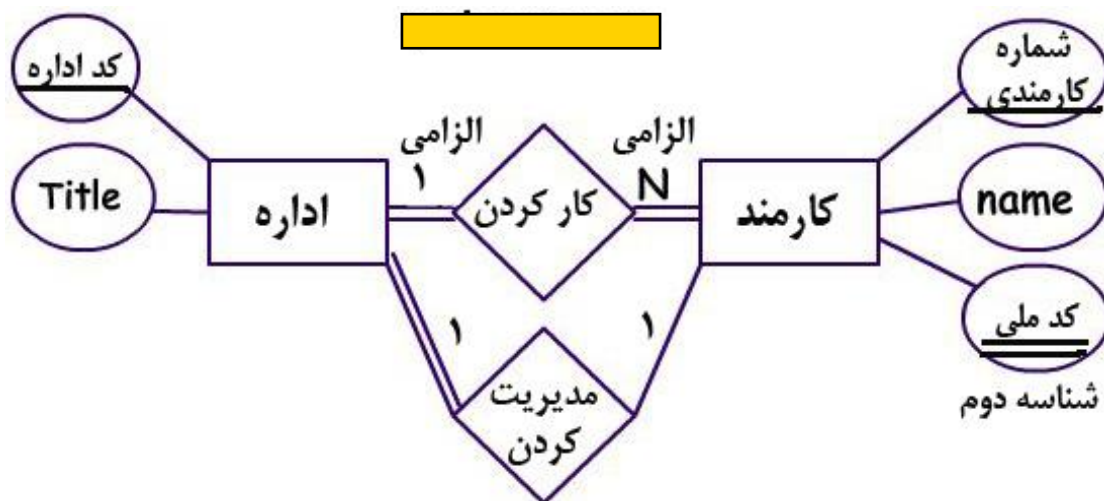 کد اداره
Title
اداره
الزامی
۱
کار کردن
الزامی
N
کارمند
شماره
کارمندی
name
کد ملی
شناسه دوم
۱
مدیریت
کردن
۱